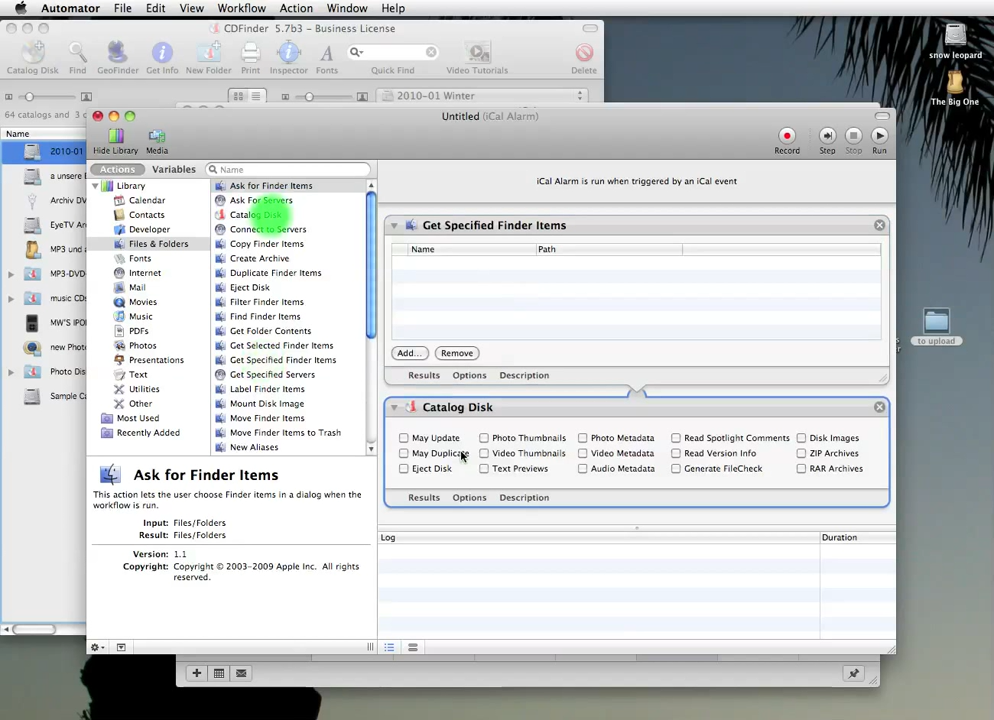 Automator File Edit View Workflow Action Window Help
CDFinder 5.7b3 - Business License
Catalog Disk Find GeoFinder Get Info New Folder Print Inspector Fonts Quick Find Video Tutorials Delete
2010-01 Winter
64 catalogs and 3
Name
2010-01
a unsere
Archiv DV
EyeTV Ar
MP3 und
MP3-DVD
music CDs
MW'S IPO
new Photo
Photo Dis
Sample Ca
snow leopard
The Big One
to upload
Untitled (iCal Alarm)
Hide Library Media Record Step Stop Run
Actions Variables Name
Library
Calendar
Contacts
Developer
Files & Folders
Fonts
Internet
Mail
Movies
Music
PDFs
Photos
Presentations
Text
Utilities
Other
Most Used
Recently Added
Ask for Finder Items
Ask For Servers
Catalog Disk
Connect to Servers
Copy Finder Items
Create Archive
Duplicate Finder Items
Eject Disk
Filter Finder Items
Find Finder Items
Get Folder Contents
Get Selected Finder Items
Get Specified Finder Items
Get Specified Servers
Label Finder Items
Mount Disk Image
Move Finder Items
Move Finder Items to Trash
New Aliases
Ask for Finder Items
This action lets the user choose Finder items in a dialog when the
workflow is run.
Input: Files/Folders
Result: Files/Folders
Version: 1.1
Copyright: Copyright © 2003-2009 Apple Inc. All rights
reserved.
iCal Alarm is run when triggered by an iCal event
Get Specified Finder Items
Name Path
Add... Remove
Results Options Description
Catalog Disk
May Update Photo Thumbnails Photo Metadata Read Spotlight Comments Disk Images
May Duplicate Video Thumbnails Video Metadata Read Version Info ZIP Archives
Eject Disk Text Previews Audio Metadata Generate FileCheck RAR Archives
Results Options Description
Log Duration